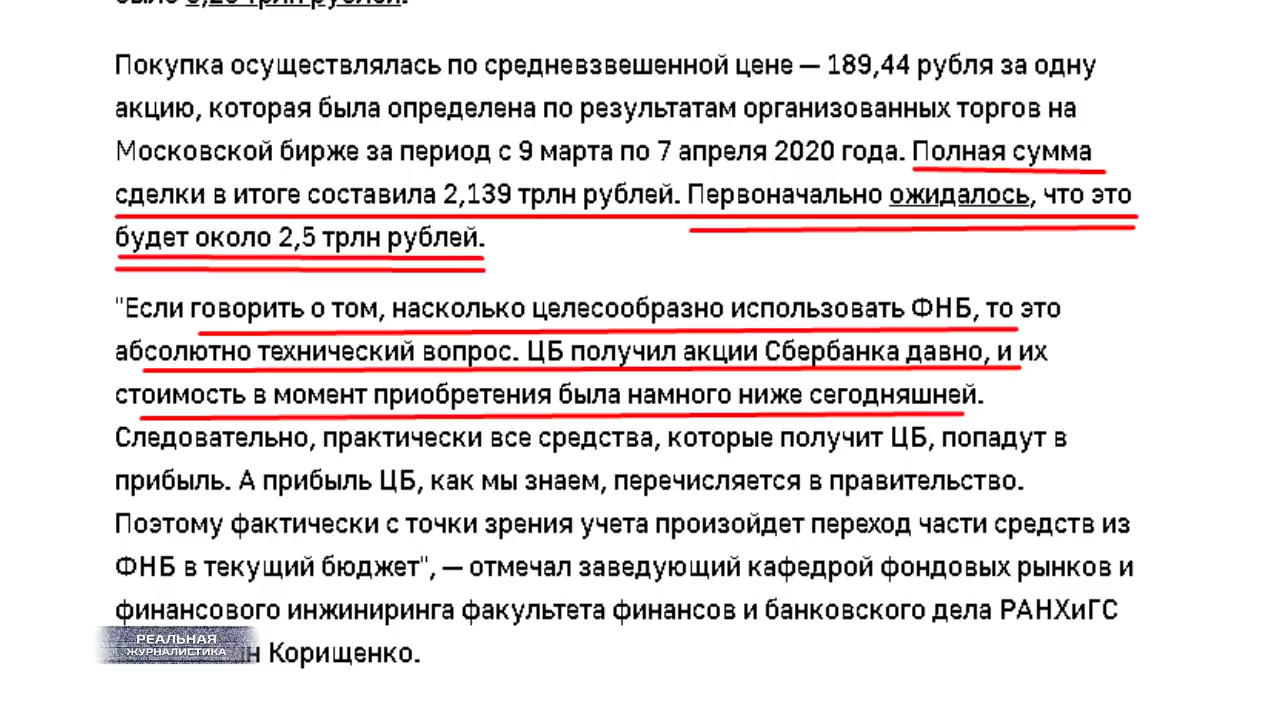 Покупка осуществлялась по средневзвешенной цене — 189,44 рубля за одну
акцию, которая была определена по результатам организованных торгов на
Московской бирже за период с 9 марта по 7 апреля 2020 года. Полная сумма
сделки в итоге составила 2,139 трлн рублей. Первоначально ожидалось, что это
будет около 2,5 трлн рублей.
"Если говорить о том, насколько целесообразно использовать ФНБ, то это
абсолютно технический вопрос. ЦБ получил акции Сбербанка давно, и их
стоимость в момент приобретения была намного ниже сегодняшней.
Следовательно, практически все средства, которые получит ЦБ, попадут в
прибыль. А прибыль ЦБ, как мы знаем, перечисляется в правительство.
Поэтому фактически с точки зрения учета произойдет переход части средств из
ФНБ в текущий бюджет", — отмечал заведующий кафедрой фондовых рынков и
финансового инжиниринга факультета финансов и банковского дела РАНХиГС
Корищенко.
РЕАЛЬНАЯ
ЖУРНАЛИСТИКА